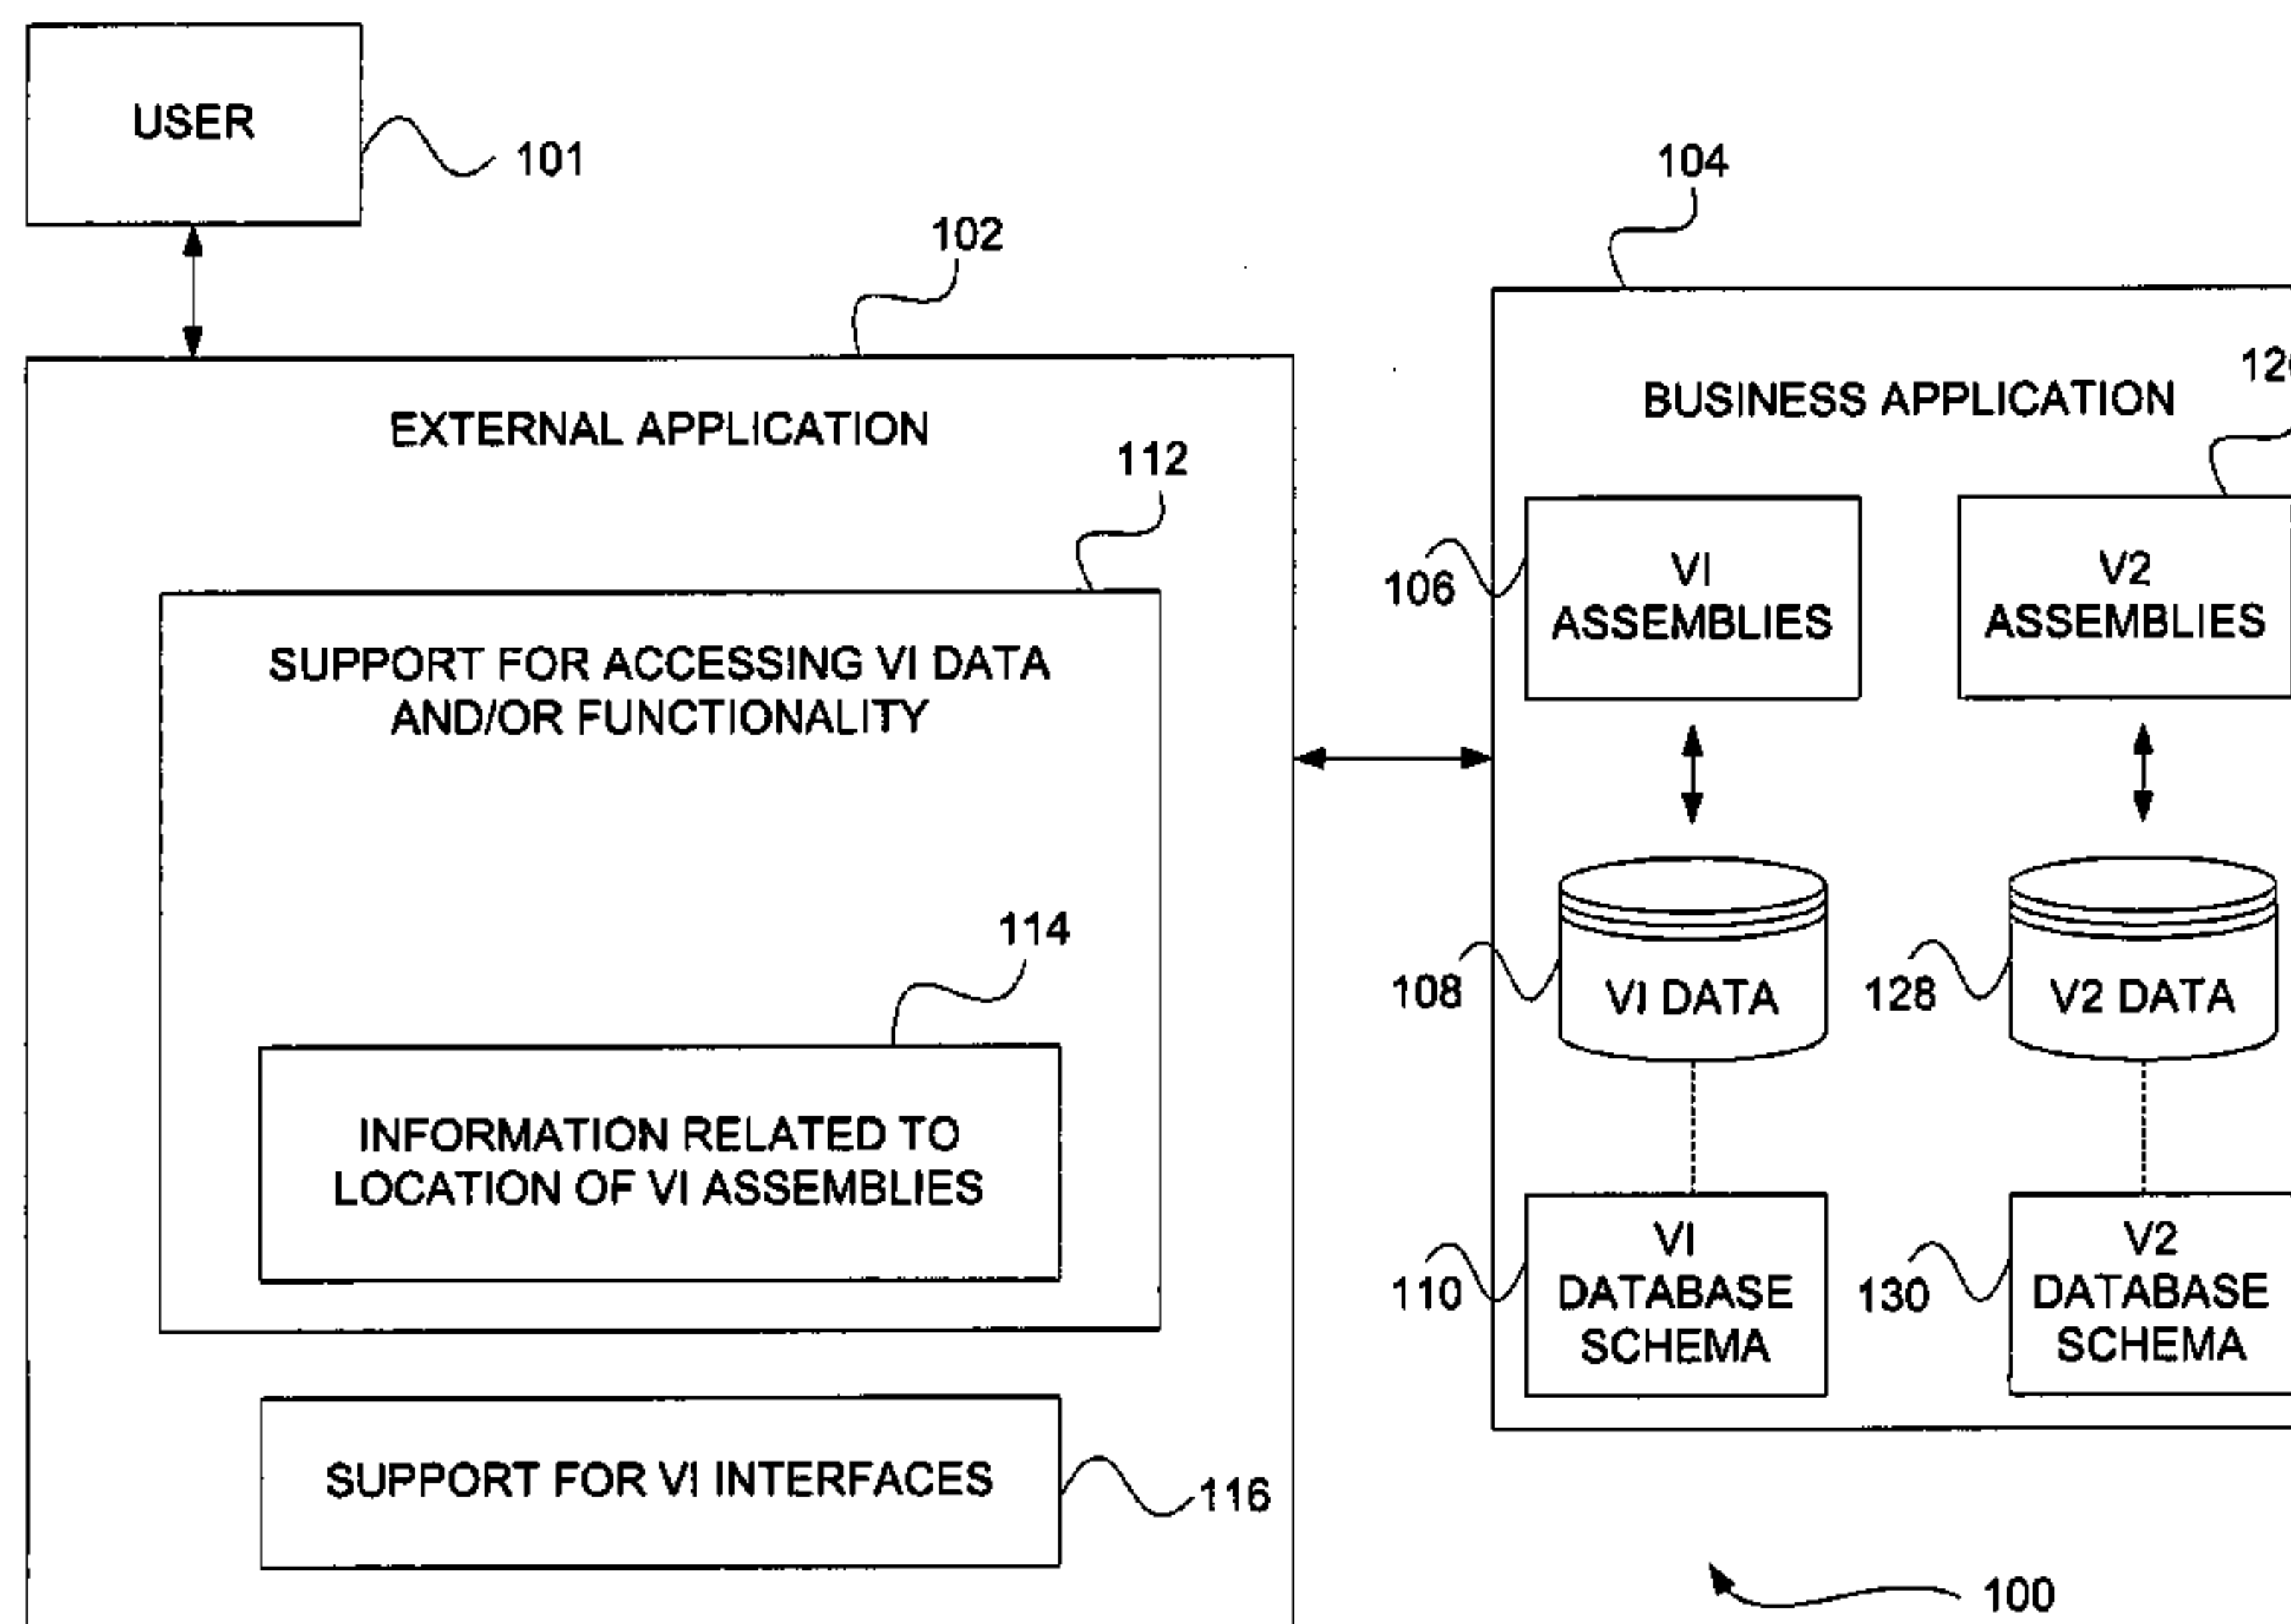 USER
101
102
104
EXTERNAL APPLICATION
BUSINESS APPLICATION
112
106
VI
ASSEMBLIES
V2
ASSEMBLIES
SUPPORT FOR ACCESSING VI DATA
AND/OR FUNCTIONALITY
114
108
VI DATA
128
V2 DATA
INFORMATION RELATED TO
LOCATION OF VI ASSEMBLIES
110
VI
DATABASE
SCHEMA
130
V2
DATABASE
SCHEMA
SUPPORT FOR VI INTERFACES
116
100